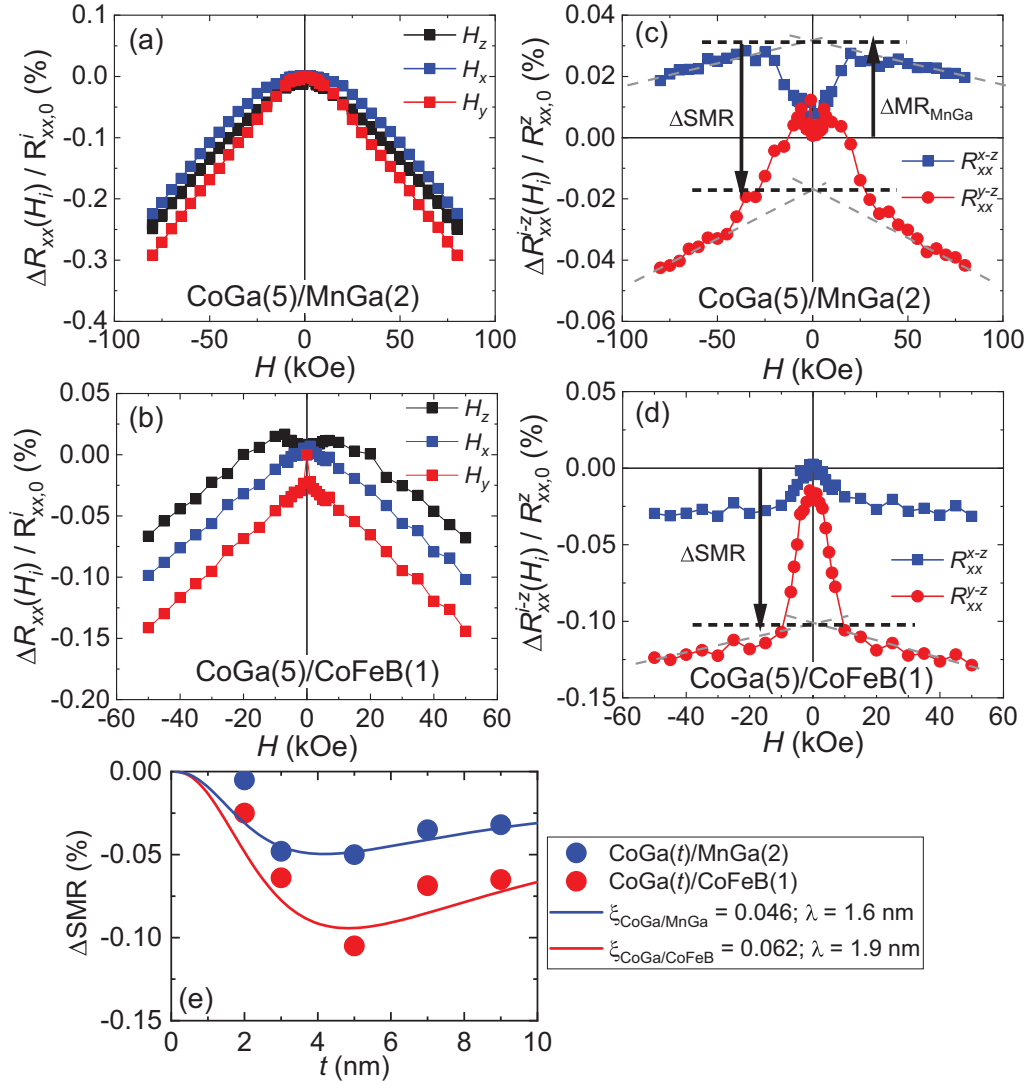 (a)
0.1
0.0
-0.1
-0.2
-0.3
-0.4
-100 -50 0 50 100
H (kOe)
ΔR_xx(H_i) / R^i_xx,0 (%)
H_z
H_x
H_y
CoGa(5)/MnGa(2)
(c)
0.04
0.02
0.00
-0.02
-0.04
-0.06
-100 -50 0 50 100
H (kOe)
ΔR^i-z_xx(H_i) / R^z_xx,0 (%)
ΔSMR
ΔMR_MnGa
R^x-z_xx
R^y-z_xx
CoGa(5)/MnGa(2)
(b)
0.05
0.00
-0.05
-0.10
-0.15
-0.20
-60 -40 -20 0 20 40 60
H (kOe)
ΔR_xx(H_i) / R^i_xx,0 (%)
H_z
H_x
H_y
CoGa(5)/CoFeB(1)
(d)
0.05
0.00
-0.05
-0.10
-0.15
-60 -40 -20 0 20 40 60
H (kOe)
ΔR^i-z_xx(H_i) / R^z_xx,0 (%)
ΔSMR
R^x-z_xx
R^y-z_xx
CoGa(5)/CoFeB(1)
0.00
-0.05
-0.10
-0.15
ΔSMR (%)
(e)
0 2 4 6 8 10
t (nm)
CoGa(t)/MnGa(2)
CoGa(t)/CoFeB(1)
ξ_CoGa/MnGa = 0.046; λ = 1.6 nm
ξ_CoGa/CoFeB = 0.062; λ = 1.9 nm